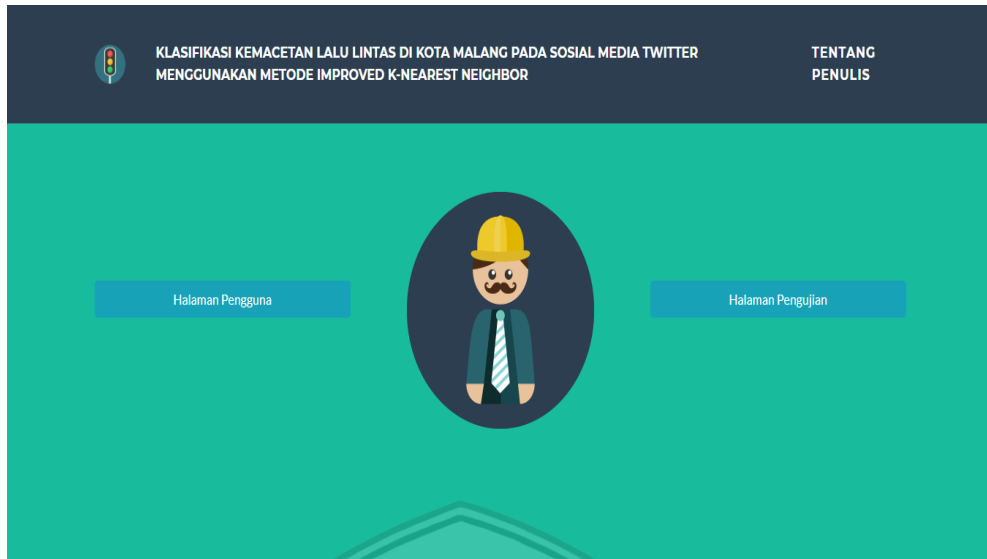 KLASIFIKASI KEMACETAN LALU LINTAS DI KOTA MALANG PADA SOSIAL MEDIA TWITTER
MENGGUNAKAN METODE IMPROVED K-NEAREST NEIGHBOR
TENTANG
PENULIS
Halaman Pengguna
Halaman Pengujian